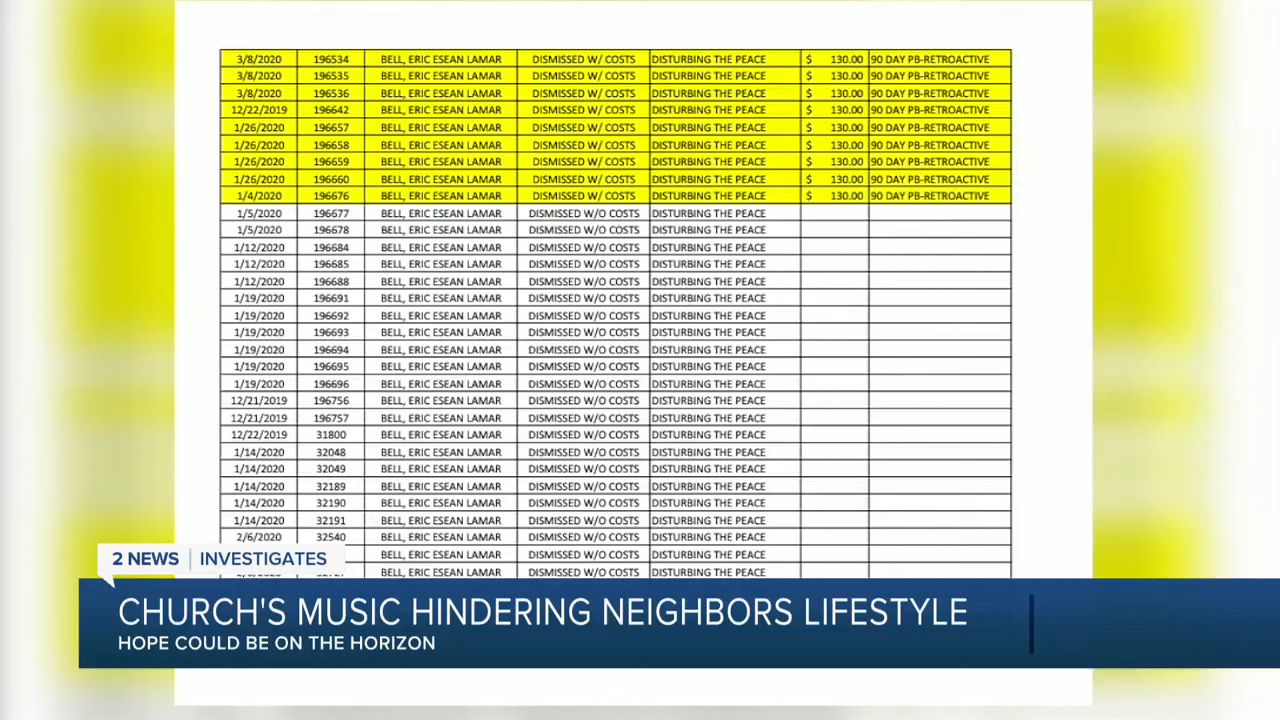 3/8/2020 196534 BELL, ERIC ESEAN LAMAR DISMISSED W/ COSTS DISTURBING THE PEACE $ 130.00 90 DAY PB-RETROACTIVE
3/8/2020 196535 BELL, ERIC ESEAN LAMAR DISMISSED W/ COSTS DISTURBING THE PEACE $ 130.00 90 DAY PB-RETROACTIVE
3/8/2020 196536 BELL, ERIC ESEAN LAMAR DISMISSED W/ COSTS DISTURBING THE PEACE $ 130.00 90 DAY PB-RETROACTIVE
12/22/2019 196642 BELL, ERIC ESEAN LAMAR DISMISSED W/ COSTS DISTURBING THE PEACE $ 130.00 90 DAY PB-RETROACTIVE
1/26/2020 196657 BELL, ERIC ESEAN LAMAR DISMISSED W/ COSTS DISTURBING THE PEACE $ 130.00 90 DAY PB-RETROACTIVE
1/26/2020 196658 BELL, ERIC ESEAN LAMAR DISMISSED W/ COSTS DISTURBING THE PEACE $ 130.00 90 DAY PB-RETROACTIVE
1/26/2020 196659 BELL, ERIC ESEAN LAMAR DISMISSED W/ COSTS DISTURBING THE PEACE $ 130.00 90 DAY PB-RETROACTIVE
1/26/2020 196660 BELL, ERIC ESEAN LAMAR DISMISSED W/ COSTS DISTURBING THE PEACE $ 130.00 90 DAY PB-RETROACTIVE
1/4/2020 196676 BELL, ERIC ESEAN LAMAR DISMISSED W/ COSTS DISTURBING THE PEACE $ 130.00 90 DAY PB-RETROACTIVE
1/5/2020 196677 BELL, ERIC ESEAN LAMAR DISMISSED W/O COSTS DISTURBING THE PEACE
1/5/2020 196678 BELL, ERIC ESEAN LAMAR DISMISSED W/O COSTS DISTURBING THE PEACE
1/12/2020 196684 BELL, ERIC ESEAN LAMAR DISMISSED W/O COSTS DISTURBING THE PEACE
1/12/2020 196685 BELL, ERIC ESEAN LAMAR DISMISSED W/O COSTS DISTURBING THE PEACE
1/12/2020 196688 BELL, ERIC ESEAN LAMAR DISMISSED W/O COSTS DISTURBING THE PEACE
1/19/2020 196691 BELL, ERIC ESEAN LAMAR DISMISSED W/O COSTS DISTURBING THE PEACE
1/19/2020 196692 BELL, ERIC ESEAN LAMAR DISMISSED W/O COSTS DISTURBING THE PEACE
1/19/2020 196693 BELL, ERIC ESEAN LAMAR DISMISSED W/O COSTS DISTURBING THE PEACE
1/19/2020 196694 BELL, ERIC ESEAN LAMAR DISMISSED W/O COSTS DISTURBING THE PEACE
1/19/2020 196695 BELL, ERIC ESEAN LAMAR DISMISSED W/O COSTS DISTURBING THE PEACE
1/19/2020 196696 BELL, ERIC ESEAN LAMAR DISMISSED W/O COSTS DISTURBING THE PEACE
12/21/2019 196756 BELL, ERIC ESEAN LAMAR DISMISSED W/O COSTS DISTURBING THE PEACE
12/21/2019 196757 BELL, ERIC ESEAN LAMAR DISMISSED W/O COSTS DISTURBING THE PEACE
12/22/2019 31800 BELL, ERIC ESEAN LAMAR DISMISSED W/O COSTS DISTURBING THE PEACE
1/14/2020 32048 BELL, ERIC ESEAN LAMAR DISMISSED W/O COSTS DISTURBING THE PEACE
1/14/2020 32049 BELL, ERIC ESEAN LAMAR DISMISSED W/O COSTS DISTURBING THE PEACE
1/14/2020 32189 BELL, ERIC ESEAN LAMAR DISMISSED W/O COSTS DISTURBING THE PEACE
1/14/2020 32190 BELL, ERIC ESEAN LAMAR DISMISSED W/O COSTS DISTURBING THE PEACE
1/14/2020 32191 BELL, ERIC ESEAN LAMAR DISMISSED W/O COSTS DISTURBING THE PEACE
2/6/2020 32540 BELL, ERIC ESEAN LAMAR DISMISSED W/O COSTS DISTURBING THE PEACE
BELL, ERIC ESEAN LAMAR DISMISSED W/O COSTS DISTURBING THE PEACE
BELL, ERIC ESEAN LAMAR DISMISSED W/O COSTS DISTURBING THE PEACE
2 NEWS INVESTIGATES
CHURCH'S MUSIC HINDERING NEIGHBORS LIFESTYLE
HOPE COULD BE ON THE HORIZON